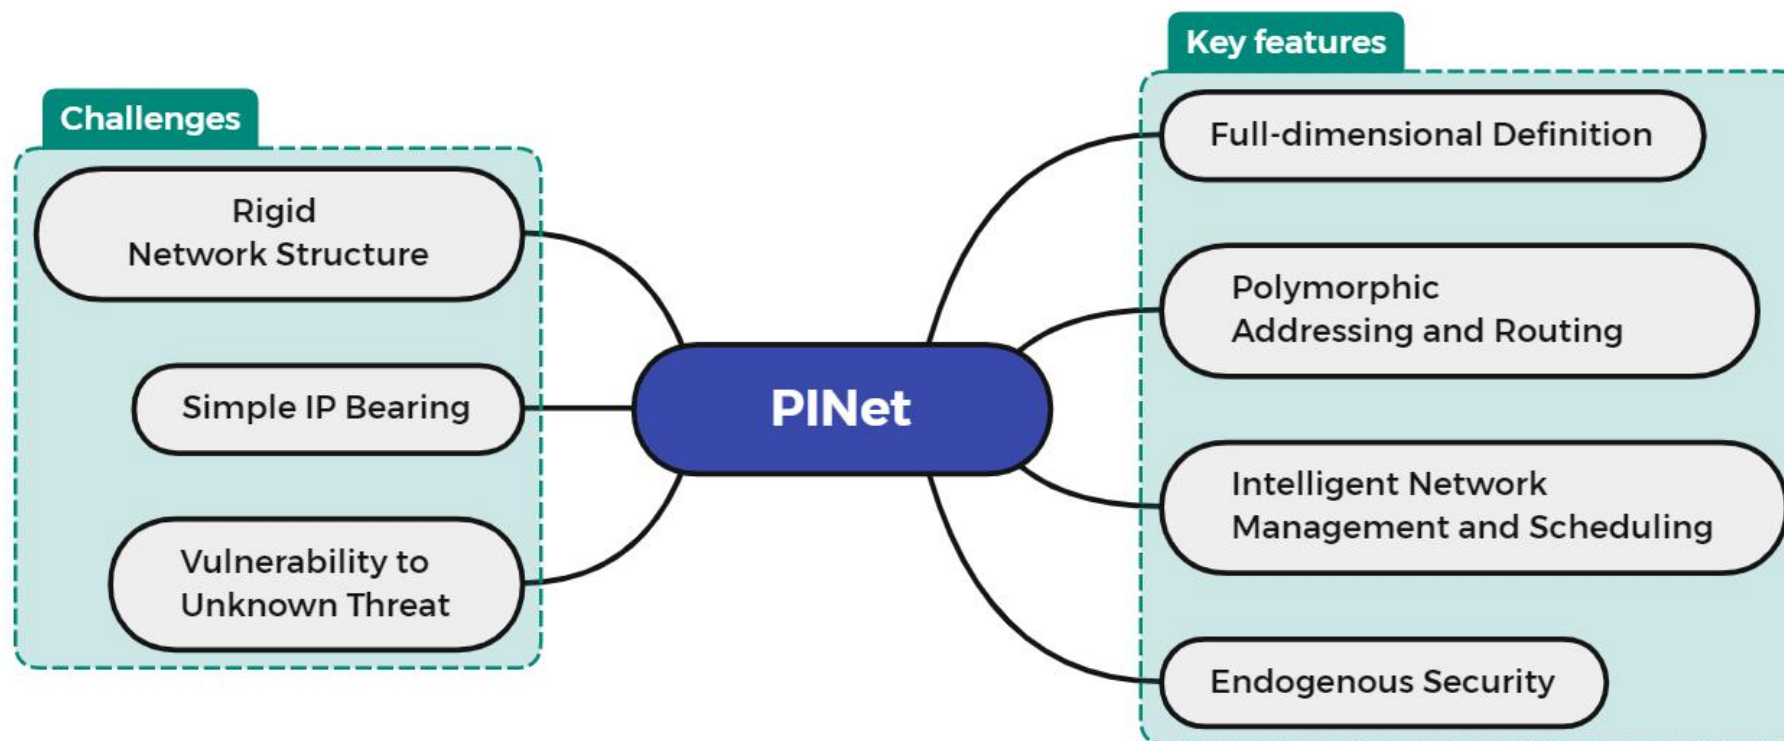 Challenges
Rigid
Network Structure
Simple IP Bearing
Vulnerability to
Unknown Threat
PINet
Key features
Full-dimensional Definition
Polymorphic
Addressing and Routing
Intelligent Network
Management and Scheduling
Endogenous Security